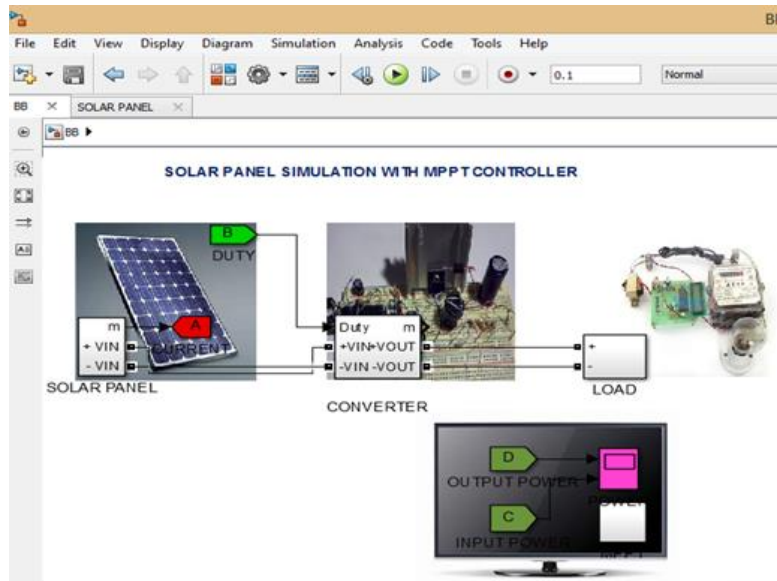 BB
File Edit View Display Diagram Simulation Analysis Code Tools Help
0.1 Normal
BB SOLAR PANEL
BB
SOLAR PANEL SIMULATION WITH MPPT CONTROLLER
B
DUTY
m A Duty m
CURRENT
+ VIN +VIN+VOUT +
- VIN -VIN -VOUT -
SOLAR PANEL LOAD
CONVERTER
D
OUTPUT POWER
POWER
C
INPUT POWER
MPPT